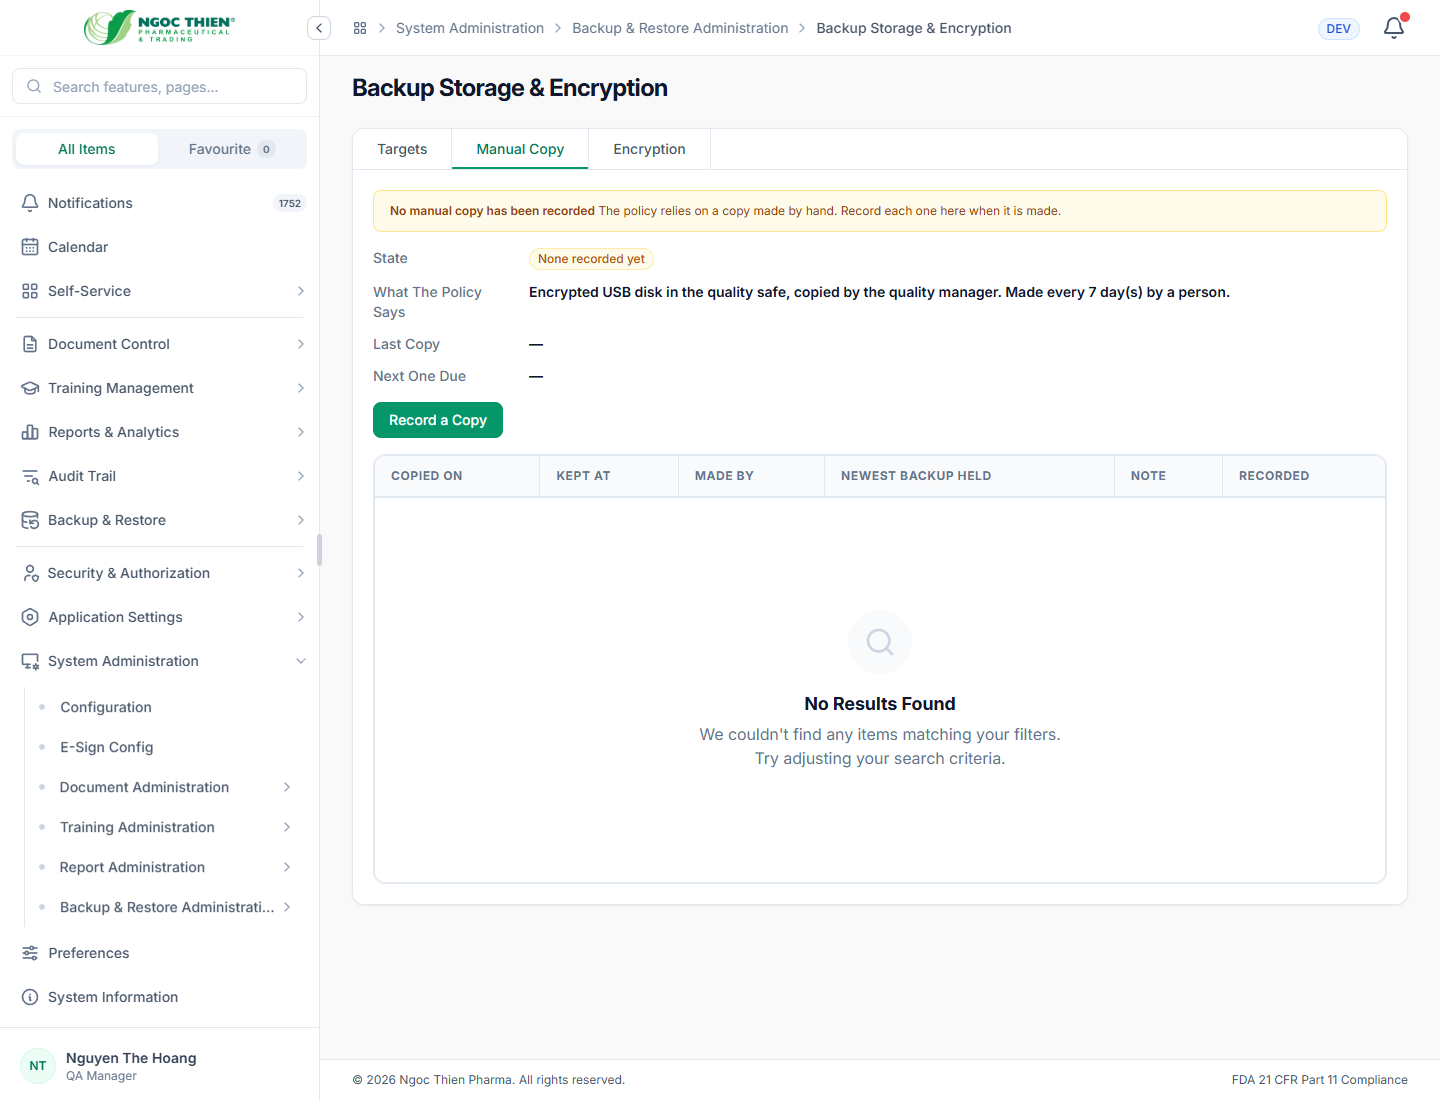 NGOC THIEN®
PHARMACEUTICAL
& TRADING
System Administration
Backup & Restore Administration
Backup Storage & Encryption
DEV
Search features, pages...
All Items
Favourite 0
Notifications 1752
Calendar
Self-Service
Document Control
Training Management
Reports & Analytics
Audit Trail
Backup & Restore
Security & Authorization
Application Settings
System Administration
Configuration
E-Sign Config
Document Administration
Training Administration
Report Administration
Backup & Restore Administrati...
Preferences
System Information
NT
Nguyen The Hoang
QA Manager
Backup Storage & Encryption
Targets
Manual Copy
Encryption
No manual copy has been recorded The policy relies on a copy made by hand. Record each one here when it is made.
State
None recorded yet
What The Policy
Says
Encrypted USB disk in the quality safe, copied by the quality manager. Made every 7 day(s) by a person.
Last Copy
—
Next One Due
—
Record a Copy
COPIED ON
KEPT AT
MADE BY
NEWEST BACKUP HELD
NOTE
RECORDED
No Results Found
We couldn't find any items matching your filters.
Try adjusting your search criteria.
© 2026 Ngoc Thien Pharma. All rights reserved.
FDA 21 CFR Part 11 Compliance